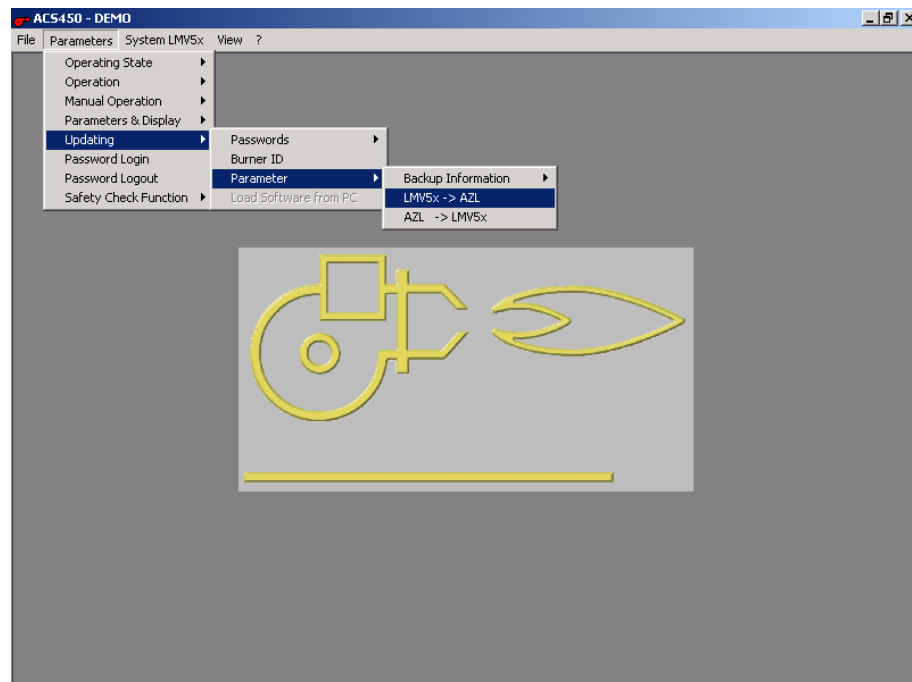 ACS450 - DEMO
File Parameters System LMV5x View ?
Operating State
Operation
Manual Operation
Parameters & Display
Updating
Password Login
Password Logout
Safety Check Function
Passwords
Burner ID
Parameter
Load Software from PC
Backup Information
LMV5x -> AZL
AZL -> LMV5x